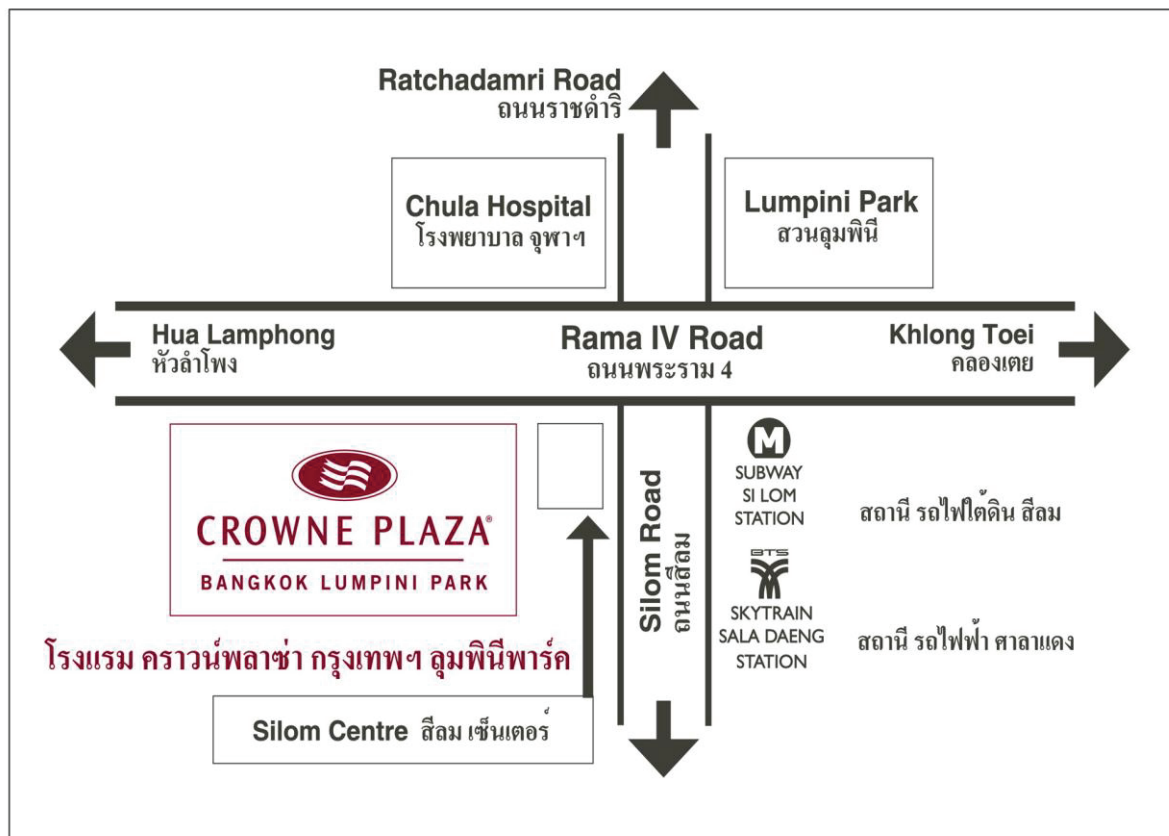 Ratchadamri Road
ถนนราชดำริ
Chula Hospital
โรงพยาบาล จุฬาฯ
Lumpini Park
สวนลุมพินี
Hua Lamphong
หัวลำโพง
Rama IV Road
ถนนพระราม 4
Khlong Toei
คลองเตย
CROWNE PLAZA®
BANGKOK LUMPINI PARK
โรงแรม คราวน์พลาซ่า กรุงเทพฯ ลุมพินีพาร์ค
Silom Centre สีลม เซ็นเตอร์
Silom Road
ถนนสีลม
M
SUBWAY
SI LOM
STATION
สถานี รถไฟใต้ดิน สีลม
BTS
SKYTRAIN
SALA DAENG
STATION
สถานี รถไฟฟ้า ศาลาแดง